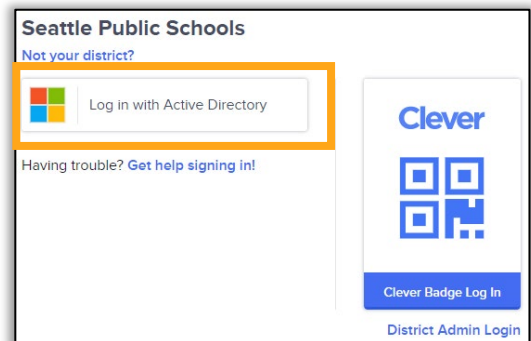 Seattle Public Schools
Not your district?
Log in with Active Directory
Having trouble? Get help signing in!
Clever
Clever Badge Log In
District Admin Login